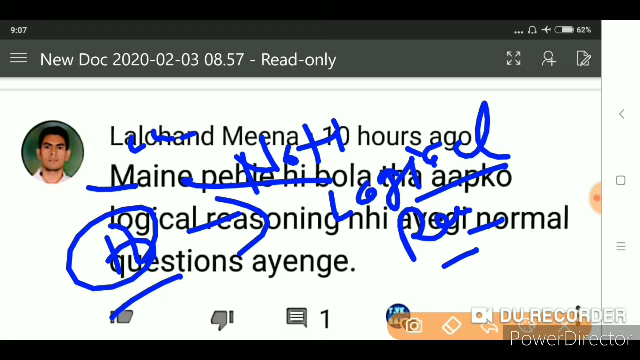 9:07
62%
New Doc 2020-02-03 08.57 - Read-only
Lalchand Meena · 10 hours ago
Maine pehle hi bola tha aapko
logical reasoning nhi ayegi normal
questions ayenge.
Logical
1
DU RECORDER
PowerDirector